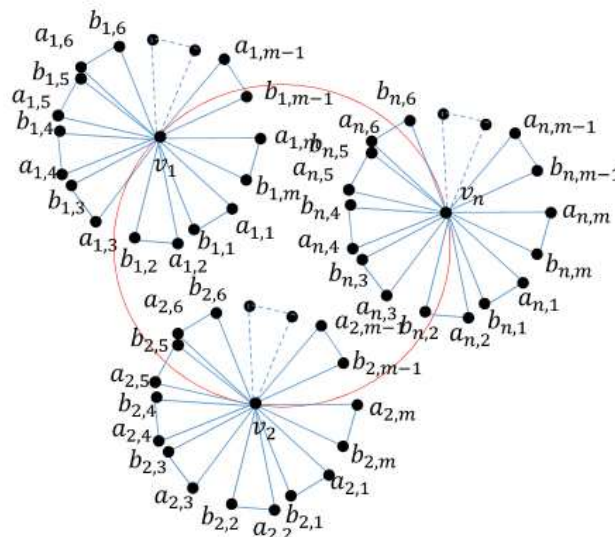 a1,6
b1,6
a1,m−1
b1,5
b1,m−1
a1,5
b1,4
a1,m
v1
a1,4
b1,m
b1,3
a1,1
a1,3
b1,1
b1,2
a1,2
bn,6
an,6
an,m−1
bn,5
bn,m−1
an,5
vn
bn,4
an,m
an,4
bn,m
bn,3
an,1
an,3
bn,1
bn,2
an,2
a2,6
b2,6
a2,m−1
b2,5
b2,m−1
a2,5
b2,4
a2,m
v2
a2,4
b2,m
b2,3
a2,1
a2,3
b2,1
b2,2
a2,2